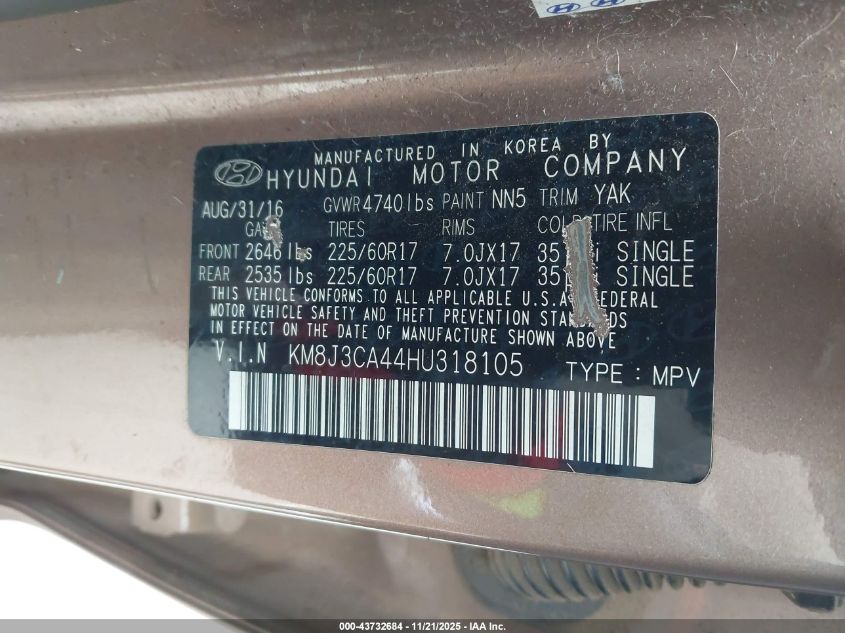 MANUFACTURED IN KOREA BY
HYUNDAI MOTOR COMPANY
AUG/31/16 GVWR 4740lbs PAINT NN5 TRIM YAK
TIRES RIMS TIRE INFL
FRONT 2646 lbs 225/60R17 7.0JX17 SINGLE
REAR 2535 lbs 225/60R17 7.0JX17 SINGLE
THIS VEHICLE CONFORMS TO ALL APPLICABLE U.S.A. FEDERAL
MOTOR VEHICLE SAFETY AND THEFT PREVENTION
IN EFFECT ON THE DATE OF MANUFACTURE SHOWN ABOVE
V.I.N KM8J3CA44HU318105 TYPE : MPV
000-43732684 - 11/21/2025 - IAA Inc.